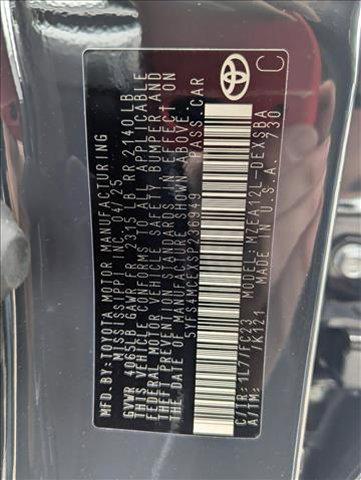 MFD.BY: TOYOTA MOTOR MANUFACTURING
MISSISSIPPI, INC. 04/25
GVWR 4065LB GAWR FR 2315 LB RR 2140 LB
THIS VEHICLE CONFORMS TO ALL APPLICABLE
FEDERAL MOTOR VEHICLE SAFETY, BUMPER, AND
THEFT PREVENTION STANDARDS IN EFFECT ON
THE DATE OF MANUFACTURE SHOWN ABOVE.
PASS. CAR
C/TR: 1L7/FC23
A/TM: /K121
MODEL: MZEA12L-DEXSBA
U.S.A. 730
C